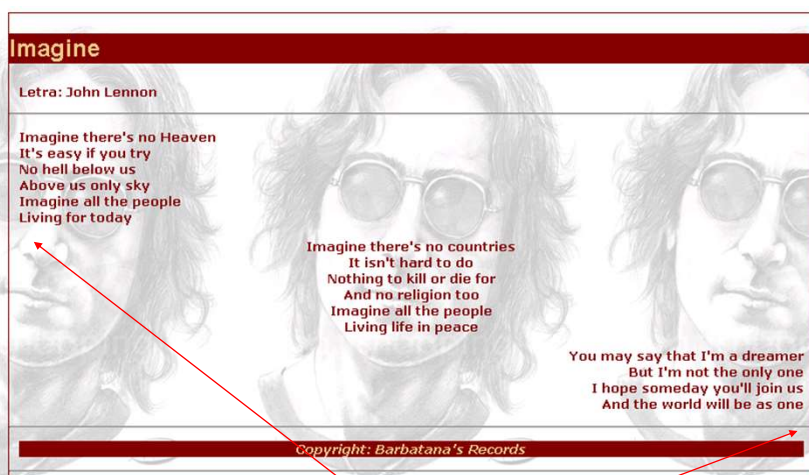 Imagine
Letra: John Lennon
Imagine there's no Heaven
It's easy if you try
No hell below us
Above us only sky
Imagine all the people
Living for today
Imagine there's no countries
It isn't hard to do
Nothing to kill or die for
And no religion too
Imagine all the people
Living life in peace
You may say that I'm a dreamer
But I'm not the only one
I hope someday you'll join us
And the world will be as one
Copyright: Barbatana's Records